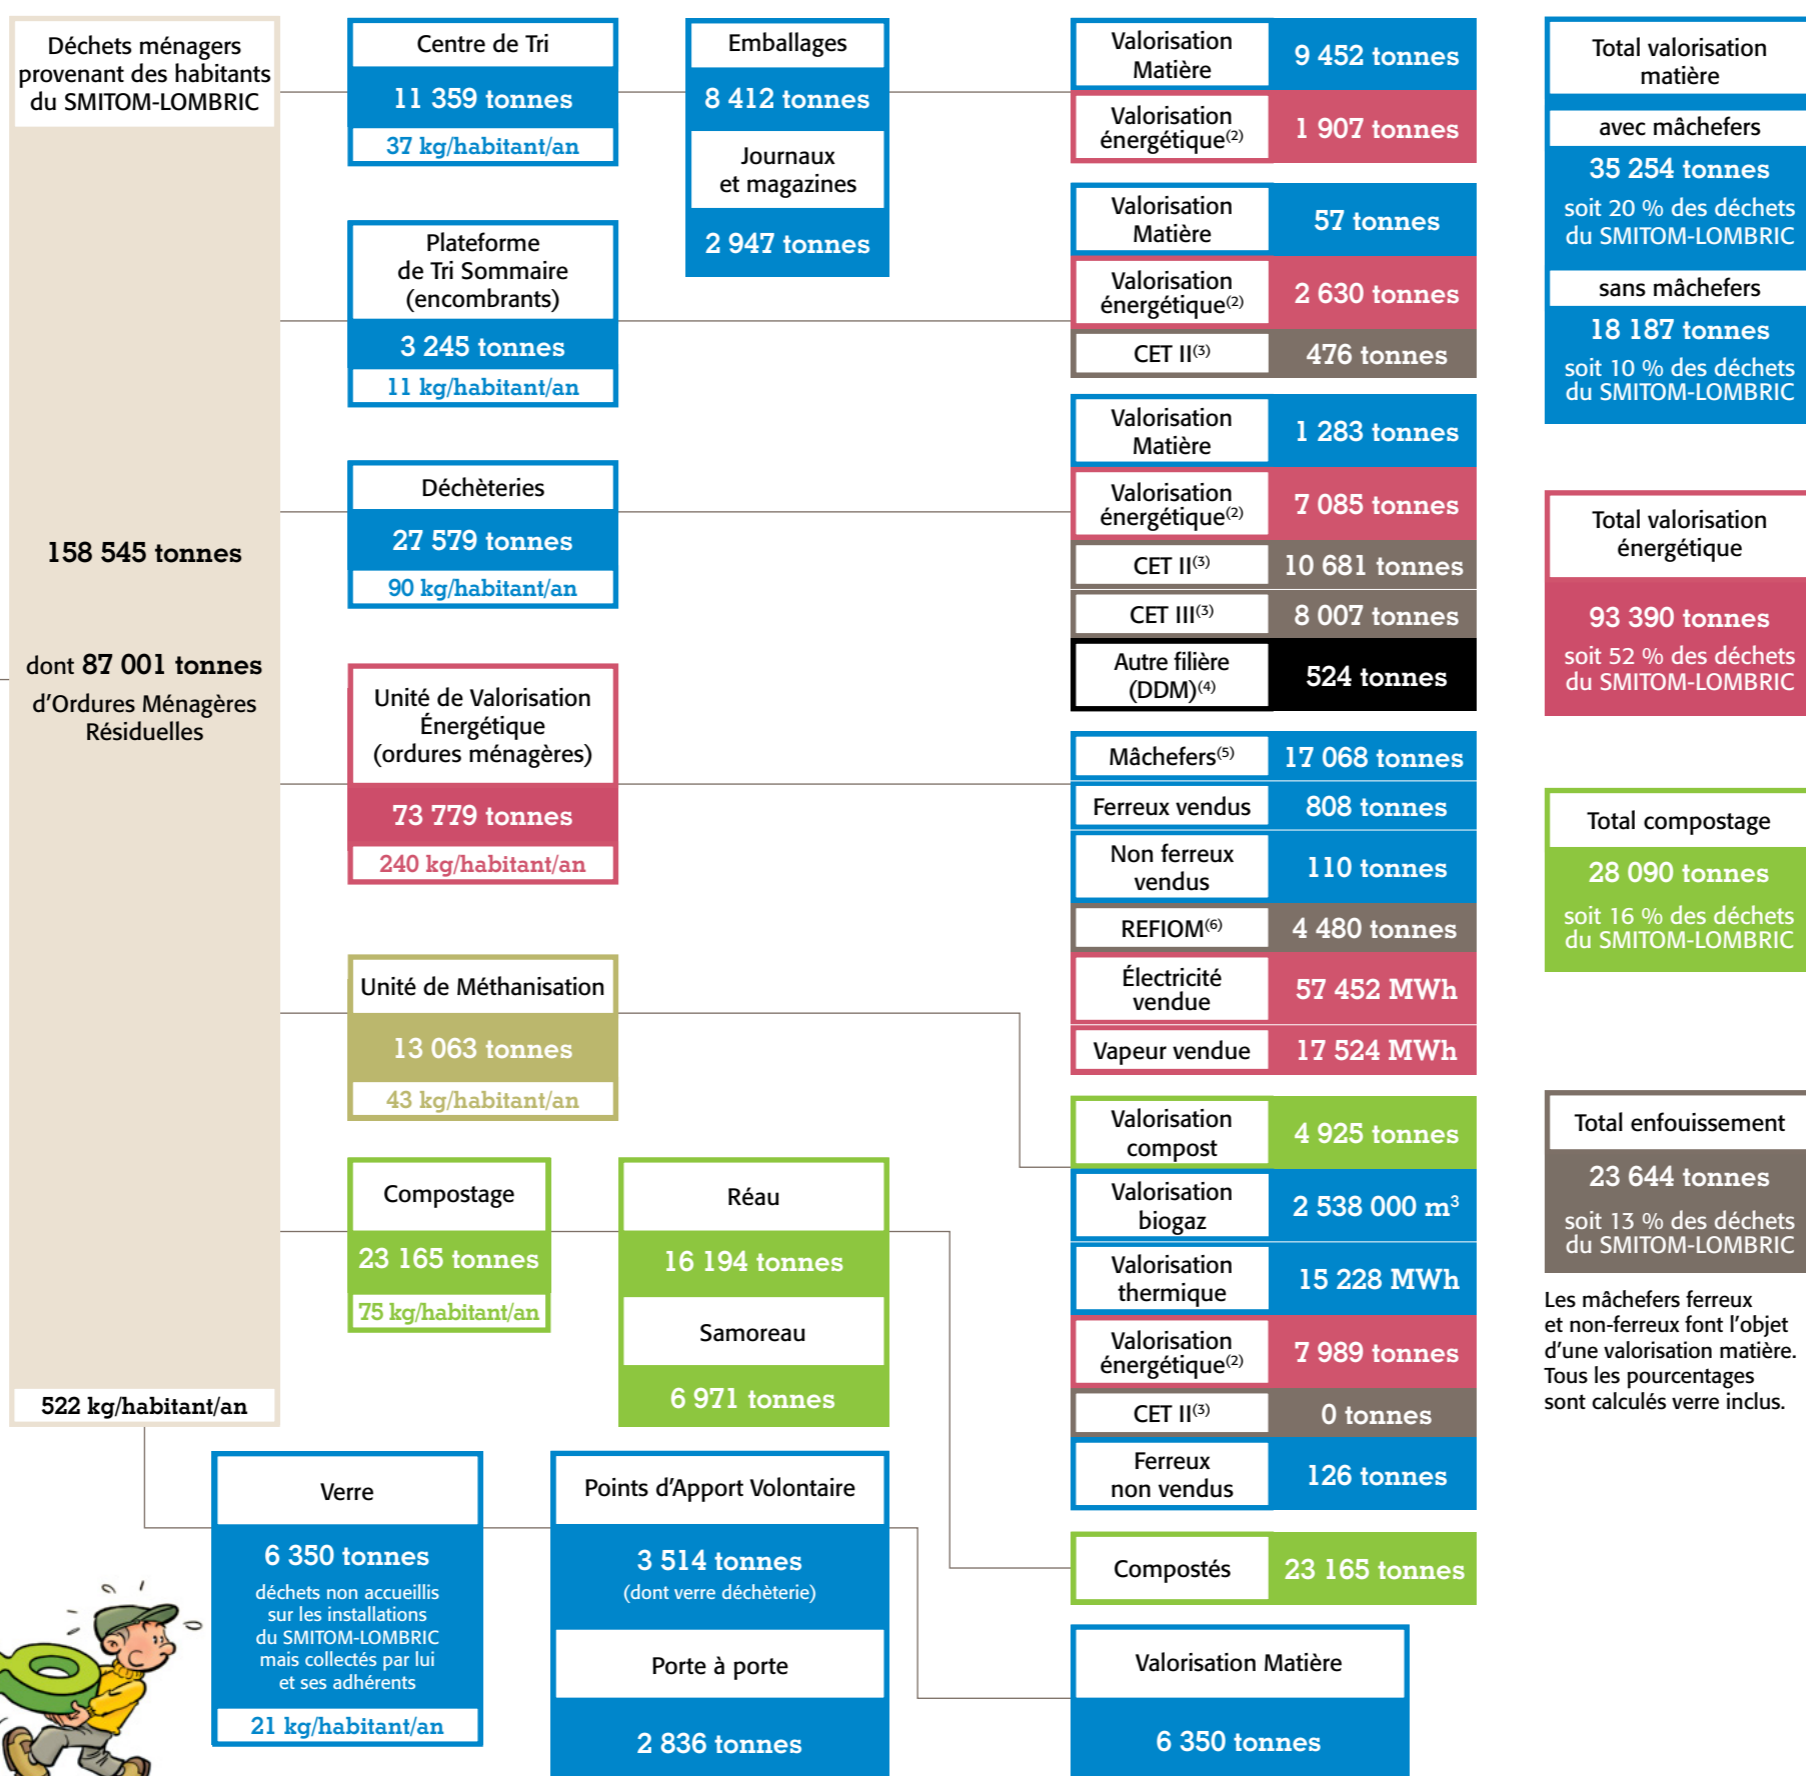 Déchets ménagers
provenant des habitants
du SMITOM-LOMBRIC
158 545 tonnes
dont 87 001 tonnes
d'Ordures Ménagères
Résiduelles
522 kg/habitant/an
Centre de Tri
11 359 tonnes
37 kg/habitant/an
Emballages
8 412 tonnes
Journaux
et magazines
2 947 tonnes
Valorisation
Matière
9 452 tonnes
Valorisation
énergétique(2)
1 907 tonnes
Plateforme
de Tri Sommaire
(encombrants)
3 245 tonnes
11 kg/habitant/an
Valorisation
Matière
57 tonnes
Valorisation
énergétique(2)
2 630 tonnes
CET II(3)
476 tonnes
Déchèteries
27 579 tonnes
90 kg/habitant/an
Valorisation
Matière
1 283 tonnes
Valorisation
énergétique(2)
7 085 tonnes
CET II(3)
10 681 tonnes
CET III(3)
8 007 tonnes
Autre filière
(DDM)(4)
524 tonnes
Unité de Valorisation
Énergétique
(ordures ménagères)
73 779 tonnes
240 kg/habitant/an
Mâchefers(5)
17 068 tonnes
Ferreux vendus
808 tonnes
Non ferreux
vendus
110 tonnes
REFIOM(6)
4 480 tonnes
Électricité
vendue
57 452 MWh
Vapeur vendue
17 524 MWh
Unité de Méthanisation
13 063 tonnes
43 kg/habitant/an
Valorisation
compost
4 925 tonnes
Valorisation
biogaz
2 538 000 m³
Valorisation
thermique
15 228 MWh
Valorisation
énergétique(2)
7 989 tonnes
CET II(3)
0 tonnes
Ferreux
non vendus
126 tonnes
Compostage
23 165 tonnes
75 kg/habitant/an
Réau
16 194 tonnes
Samoreau
6 971 tonnes
Compostés
23 165 tonnes
Verre
6 350 tonnes
déchets non accueillis
sur les installations
du SMITOM-LOMBRIC
mais collectés par lui
et ses adhérents
21 kg/habitant/an
Points d'Apport Volontaire
3 514 tonnes
(dont verre déchèterie)
Porte à porte
2 836 tonnes
Valorisation Matière
6 350 tonnes
Total valorisation
matière
avec mâchefers
35 254 tonnes
soit 20 % des déchets
du SMITOM-LOMBRIC
sans mâchefers
18 187 tonnes
soit 10 % des déchets
du SMITOM-LOMBRIC
Total valorisation
énergétique
93 390 tonnes
soit 52 % des déchets
du SMITOM-LOMBRIC
Total compostage
28 090 tonnes
soit 16 % des déchets
du SMITOM-LOMBRIC
Total enfouissement
23 644 tonnes
soit 13 % des déchets
du SMITOM-LOMBRIC
Les mâchefers ferreux
et non-ferreux font l'objet
d'une valorisation matière.
Tous les pourcentages
sont calculés verre inclus.